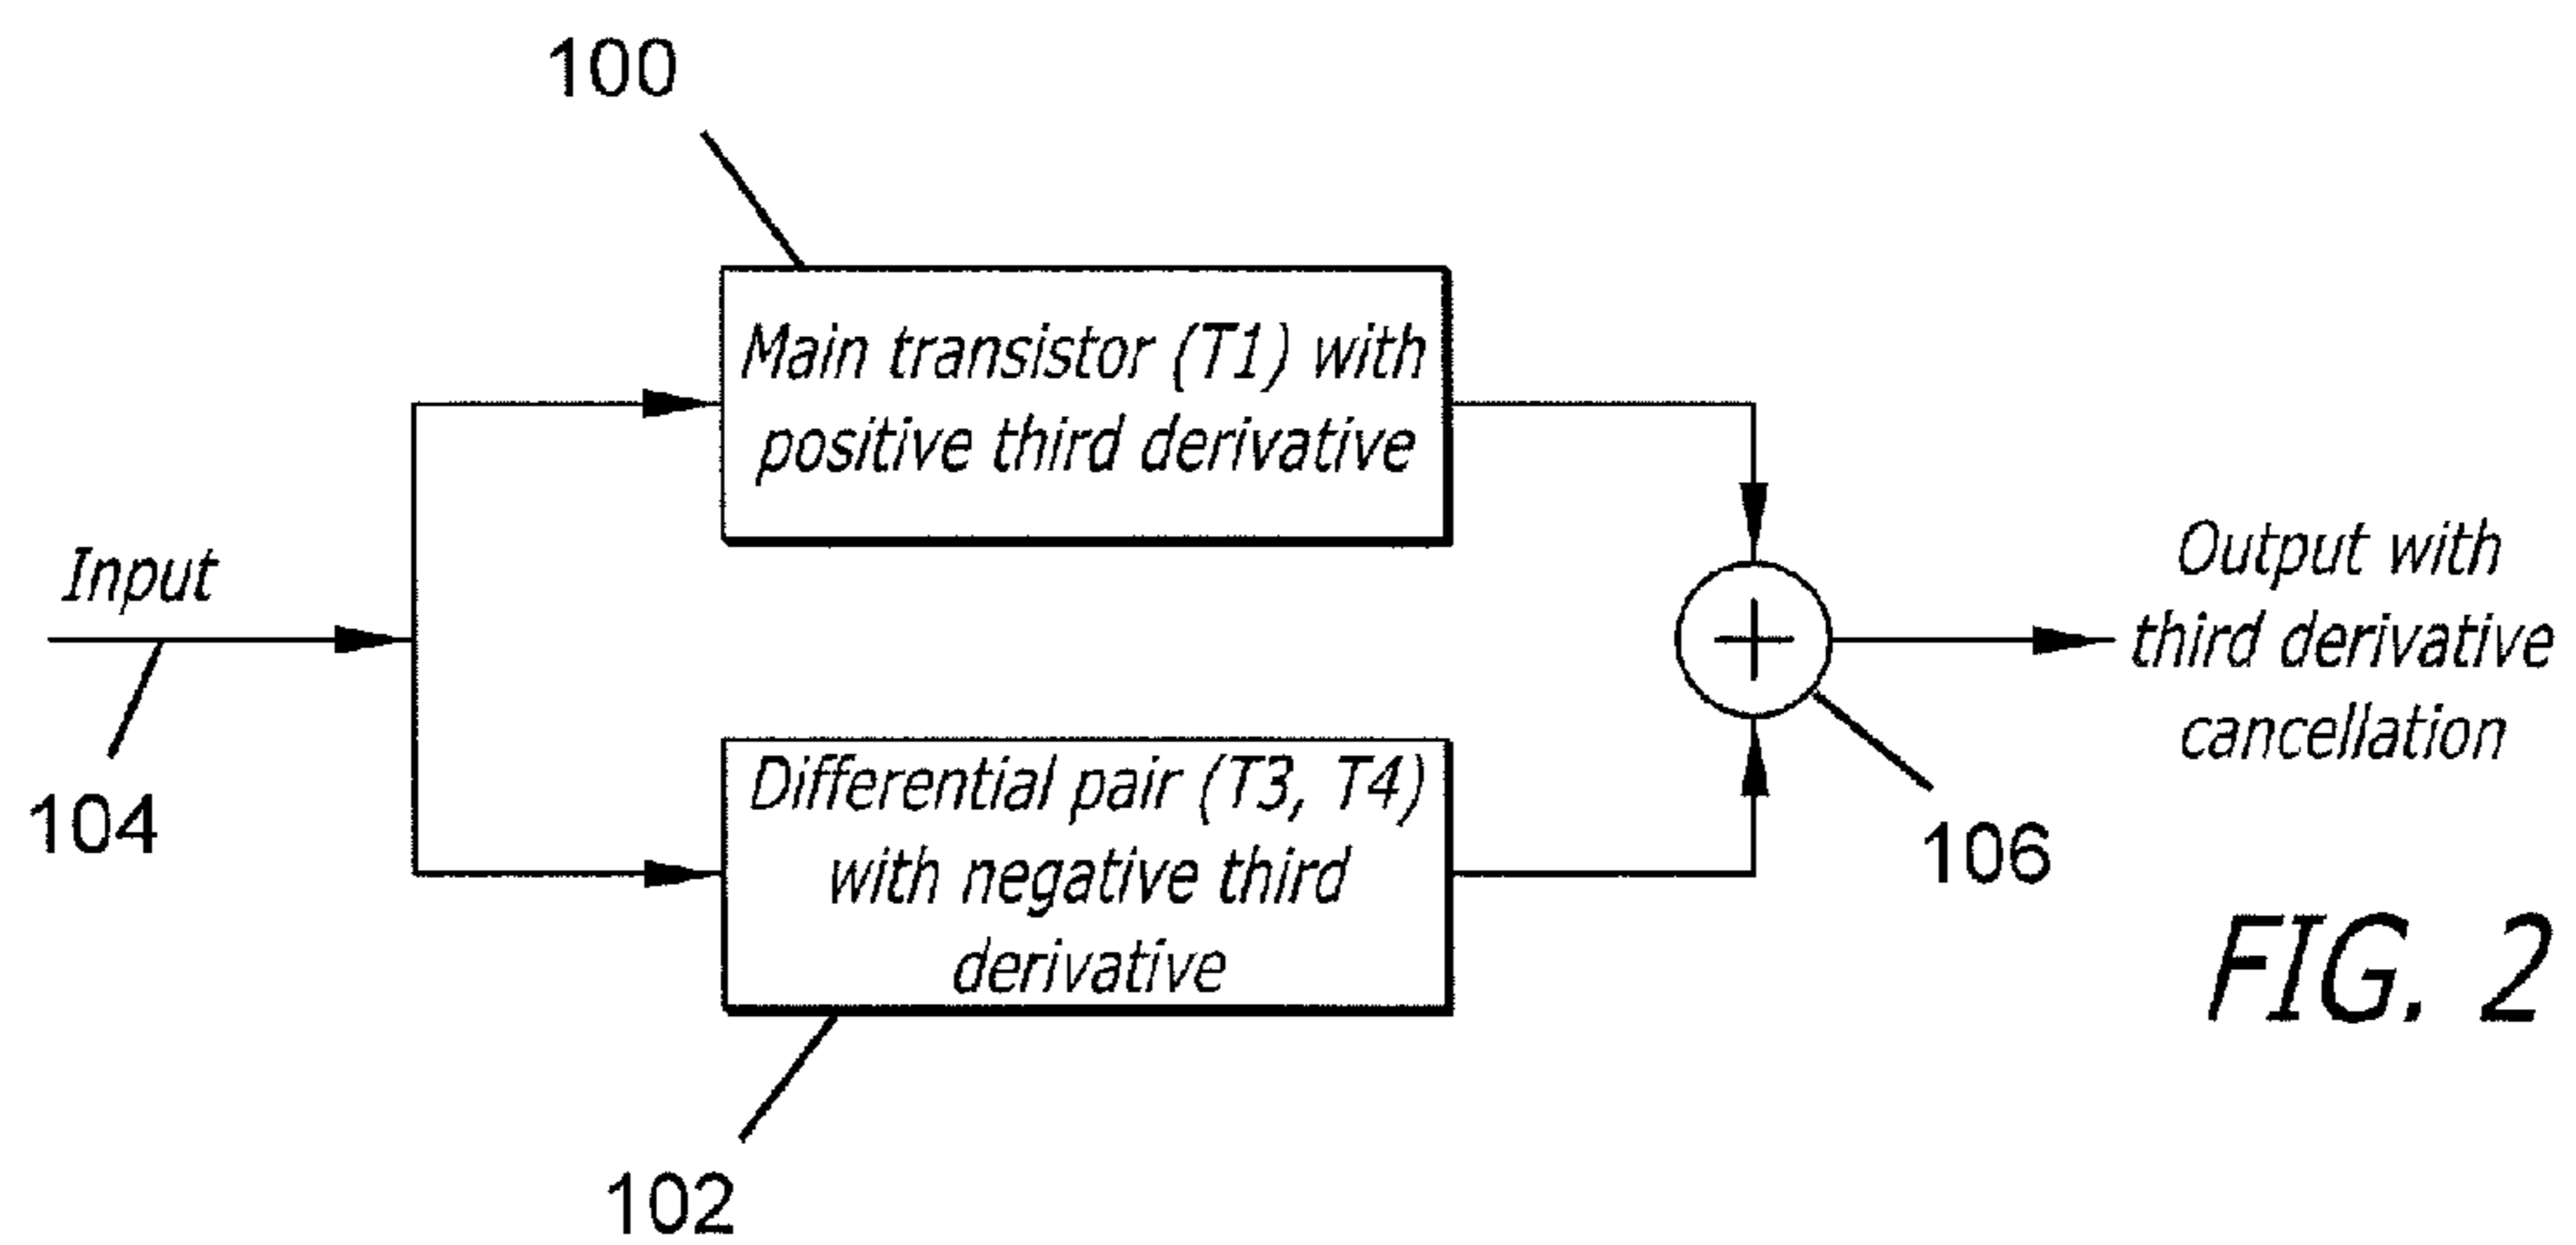 100
Main transistor (T1) with
positive third derivative
Input
104
+
Output with
third derivative
cancellation
106
Differential pair (T3, T4)
with negative third
derivative
102
FIG. 2